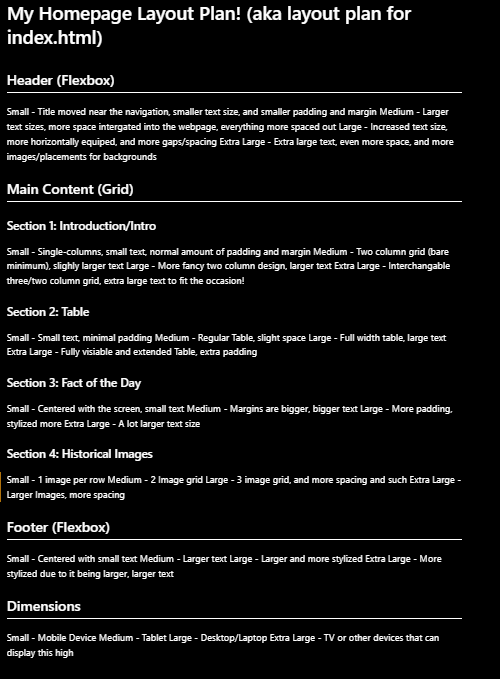 My Homepage Layout Plan! (aka layout plan for
index.html)
Header (Flexbox)
Small - Title moved near the navigation, smaller text size, and smaller padding and margin Medium - Larger
text sizes, more space intergated into the webpage, everything more spaced out Large - Increased text size,
more horizontally equiped, and more gaps/spacing Extra Large - Extra large text, even more space, and more
images/placements for backgrounds
Main Content (Grid)
Section 1: Introduction/Intro
Small - Single-columns, small text, normal amount of padding and margin Medium - Two column grid (bare
minimum), slighly larger text Large - More fancy two column design, larger text Extra Large - Interchangable
three/two column grid, extra large text to fit the occasion!
Section 2: Table
Small - Small text, minimal padding Medium - Regular Table, slight space Large - Full width table, large text
Extra Large - Fully visiable and extended Table, extra padding
Section 3: Fact of the Day
Small - Centered with the screen, small text Medium - Margins are bigger, bigger text Large - More padding,
stylized more Extra Large - A lot larger text size
Section 4: Historical Images
Small - 1 image per row Medium - 2 Image grid Large - 3 image grid, and more spacing and such Extra Large -
Larger Images, more spacing
Footer (Flexbox)
Small - Centered with small text Medium - Larger text Large - Larger and more stylized Extra Large - More
stylized due to it being larger, larger text
Dimensions
Small - Mobile Device Medium - Tablet Large - Desktop/Laptop Extra Large - TV or other devices that can
display this high